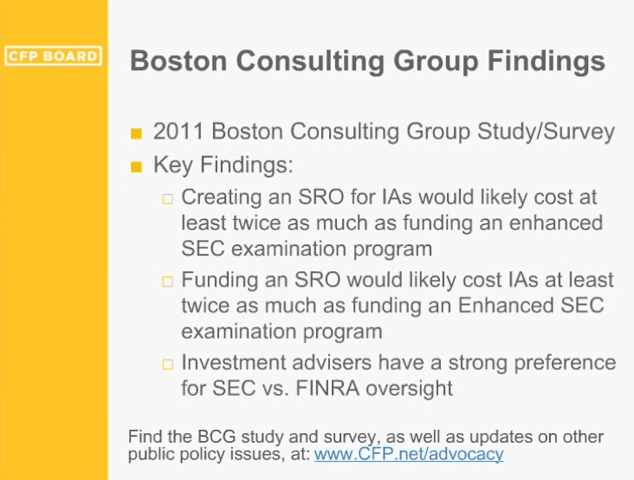 CFP BOARD
Boston Consulting Group Findings
■ 2011 Boston Consulting Group Study/Survey
■ Key Findings:
□ Creating an SRO for IAs would likely cost at
least twice as much as funding an enhanced
SEC examination program
□ Funding an SRO would likely cost IAs at least
twice as much as funding an Enhanced SEC
examination program
□ Investment advisers have a strong preference
for SEC vs. FINRA oversight
Find the BCG study and survey, as well as updates on other
public policy issues, at: www.CFP.net/advocacy